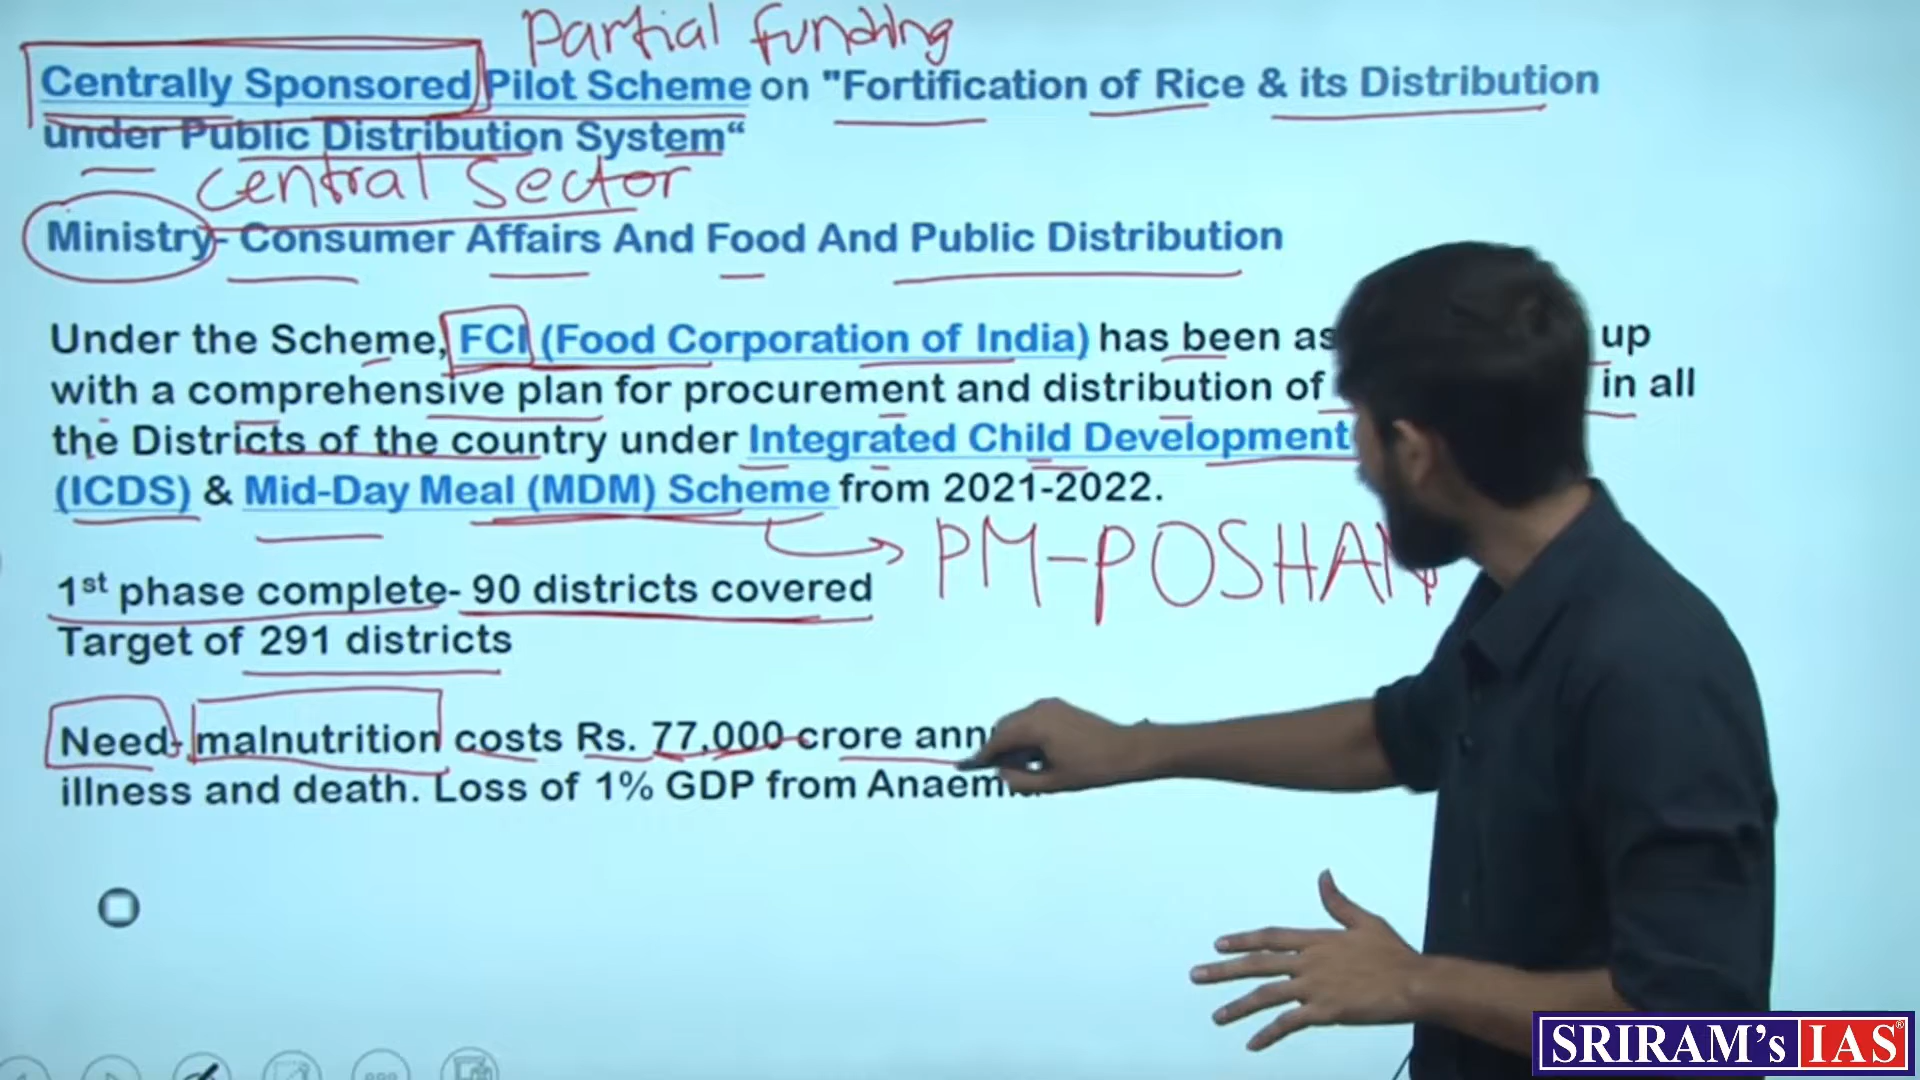 Partial funding
Centrally Sponsored Pilot Scheme on "Fortification of Rice & its Distribution
under Public Distribution System“
Central Sector
Ministry- Consumer Affairs And Food And Public Distribution
Under the Scheme, FCI (Food Corporation of India) has been as up
with a comprehensive plan for procurement and distribution of in all
the Districts of the country under Integrated Child Development
(ICDS) & Mid-Day Meal (MDM) Scheme from 2021-2022.
PM-POSHAN
1st phase complete- 90 districts covered
Target of 291 districts
Need- malnutrition costs Rs. 77,000 crore
illness and death. Loss of 1% GDP from
SRIRAM's IAS